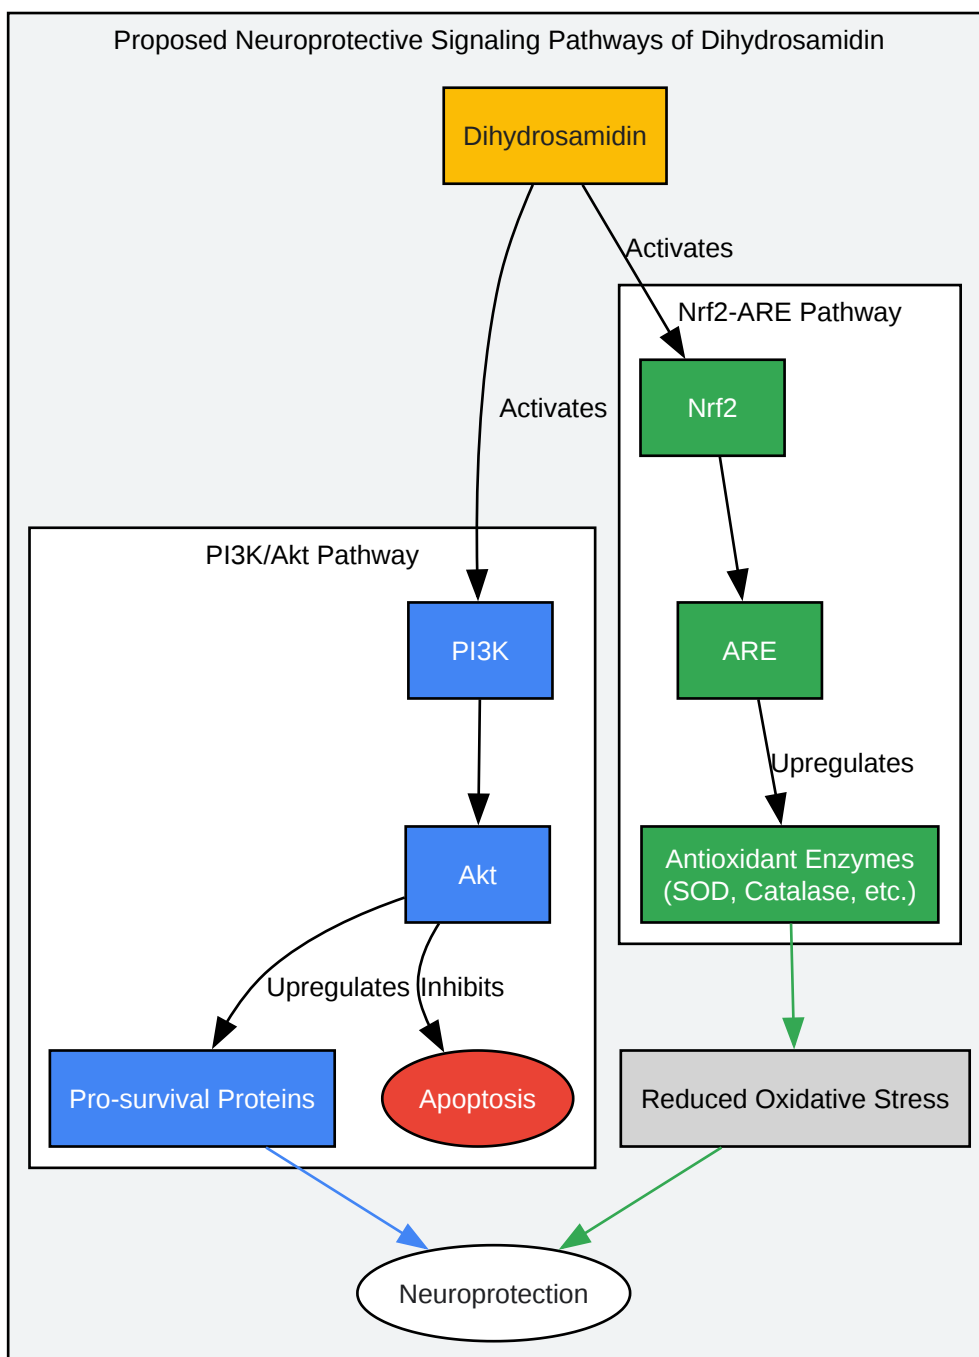 Proposed Neuroprotective Signaling Pathways of Dihydrosamidin
Dihydrosamidin
Activates
Nrf2-ARE Pathway
Nrf2
Activates
PI3K/Akt Pathway
PI3K
ARE
Upregulates
Akt
Antioxidant Enzymes
(SOD, Catalase, etc.)
Upregulates
Inhibits
Pro-survival Proteins
Apoptosis
Reduced Oxidative Stress
Neuroprotection